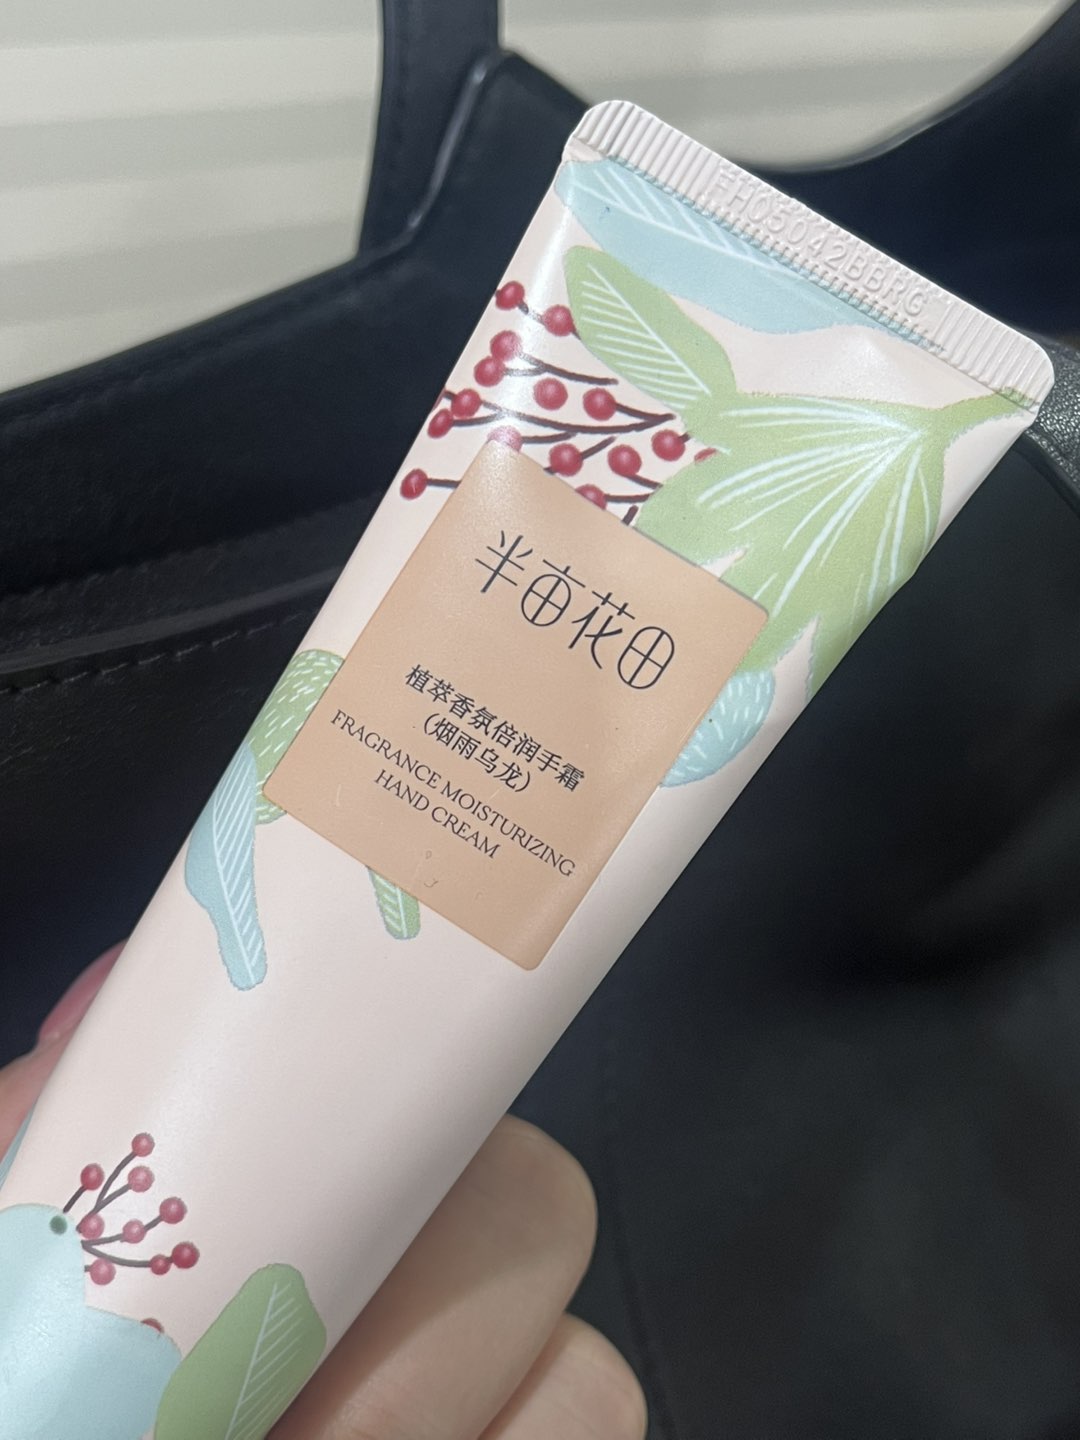 FH05042BBRG
半亩花田
植萃香氛倍润手霜
（烟雨乌龙）
FRAGRANCE MOISTURIZING
HAND CREAM